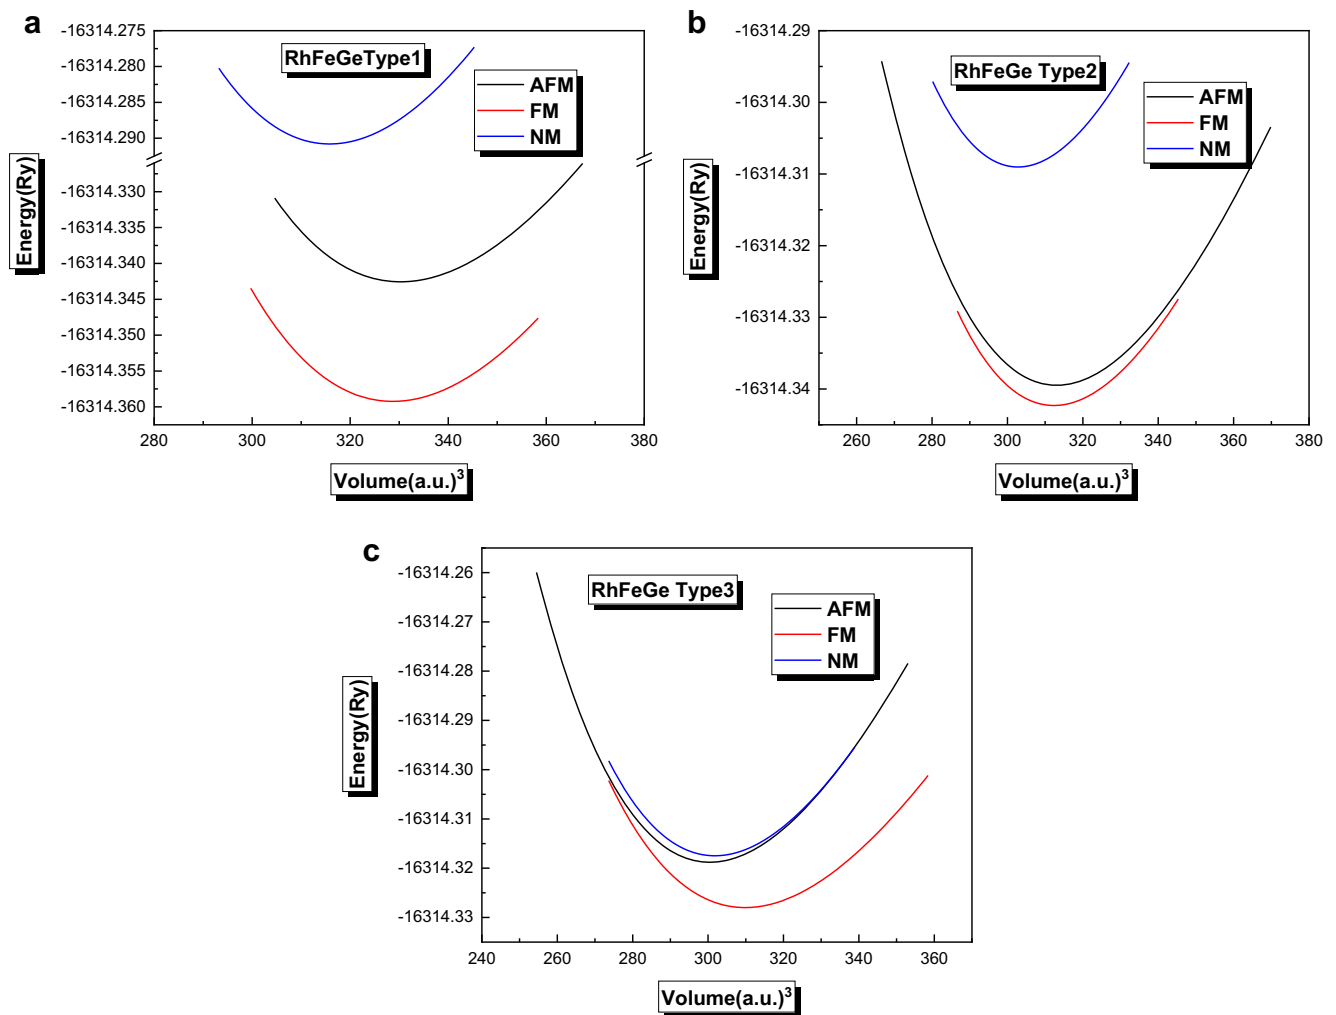 a
RhFeGeType1
AFM
FM
NM
-16314.275
-16314.280
-16314.285
-16314.290
-16314.330
-16314.335
-16314.340
-16314.345
-16314.350
-16314.355
-16314.360
Energy(Ry)
280 300 320 340 360 380
Volume(a.u.)³
b
RhFeGe Type2
AFM
FM
NM
-16314.29
-16314.30
-16314.31
-16314.32
-16314.33
-16314.34
Energy(Ry)
260 280 300 320 340 360 380
Volume(a.u.)³
c
RhFeGe Type3
AFM
FM
NM
-16314.26
-16314.27
-16314.28
-16314.29
-16314.30
-16314.31
-16314.32
-16314.33
Energy(Ry)
240 260 280 300 320 340 360
Volume(a.u.)³